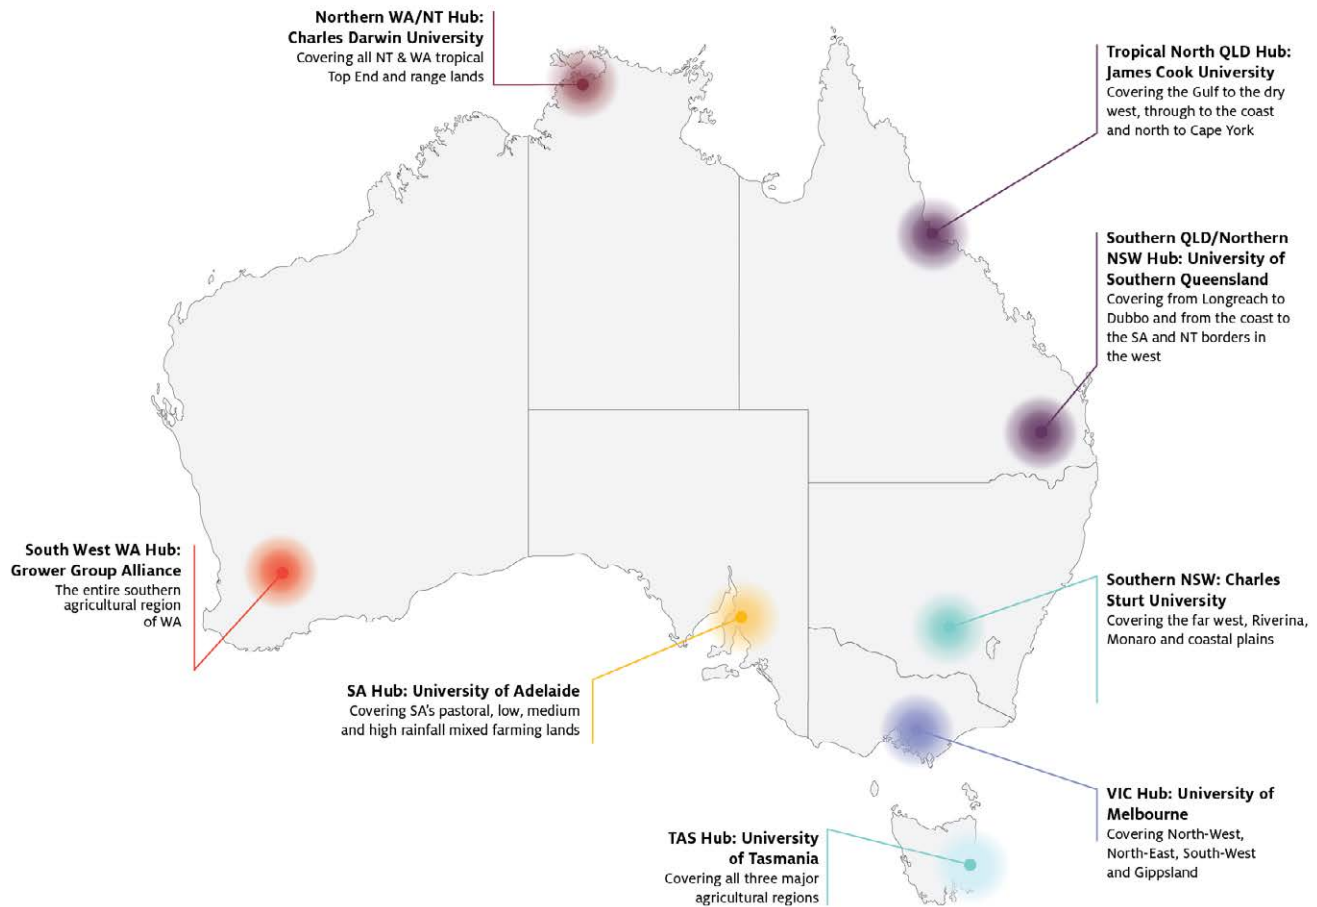 Northern WA/NT Hub:
Charles Darwin University
Covering all NT & WA tropical
Top End and range lands
Tropical North QLD Hub:
James Cook University
Covering the Gulf to the dry
west, through to the coast
and north to Cape York
Southern QLD/Northern
NSW Hub: University of
Southern Queensland
Covering from Longreach to
Dubbo and from the coast to
the SA and NT borders in
the west
South West WA Hub:
Grower Group Alliance
The entire southern
agricultural region
of WA
Southern NSW: Charles
Sturt University
Covering the far west, Riverina,
Monaro and coastal plains
SA Hub: University of Adelaide
Covering SA's pastoral, low, medium
and high rainfall mixed farming lands
VIC Hub: University of
Melbourne
Covering North-West,
North-East, South-West
and Gippsland
TAS Hub: University
of Tasmania
Covering all three major
agricultural regions